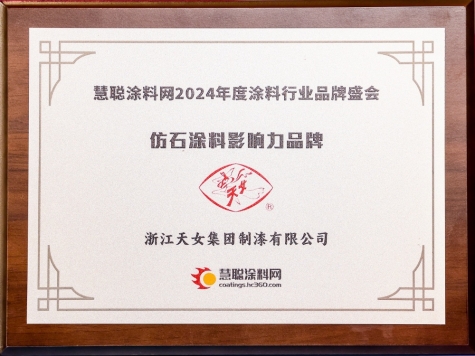 慧聪涂料网2024年度涂料行业品牌盛会
仿石涂料影响力品牌
天女
®
浙江天女集团制漆有限公司
慧聪涂料网
coatings.hc360.com